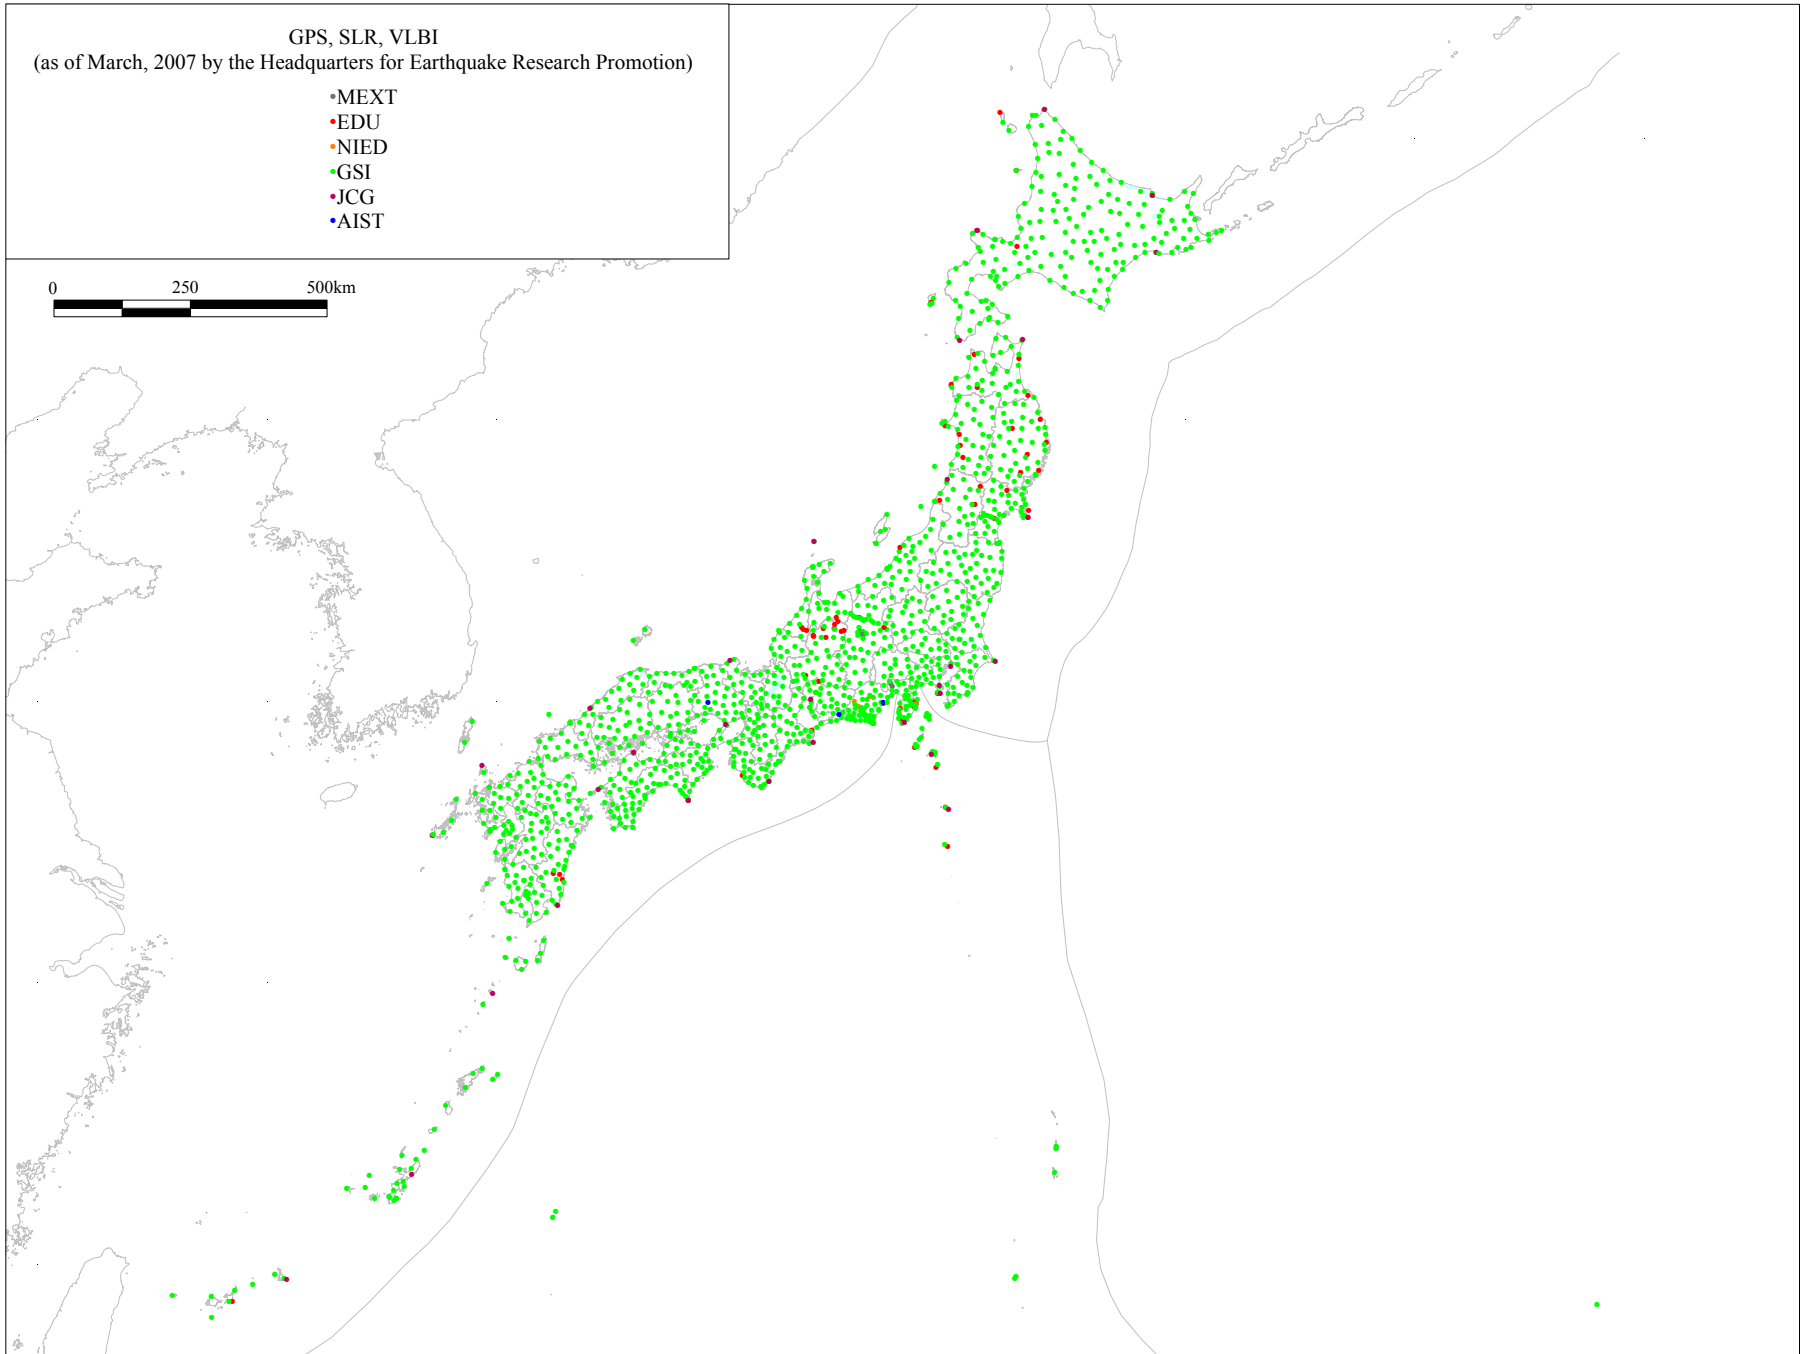 GPS, SLR, VLBI
(as of March, 2007 by the Headquarters for Earthquake Research Promotion)
MEXT
EDU
NIED
GSI
JCG
AIST
0 250 500km